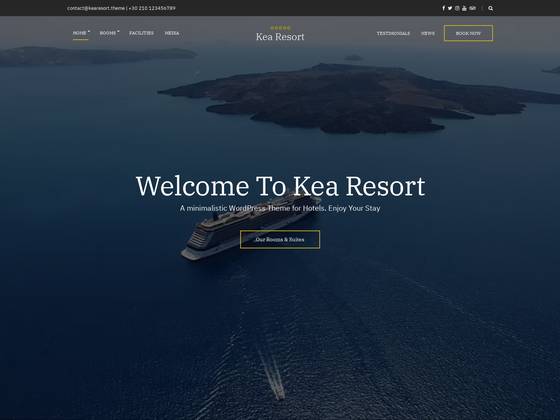 contact@kearesort.theme | +30 210 123456789
HOME ROOMS FACILITIES MEDIA
Kea Resort
TESTIMONIALS NEWS BOOK NOW
Welcome To Kea Resort
A minimalistic WordPress Theme for Hotels. Enjoy Your Stay
Our Rooms & Suites